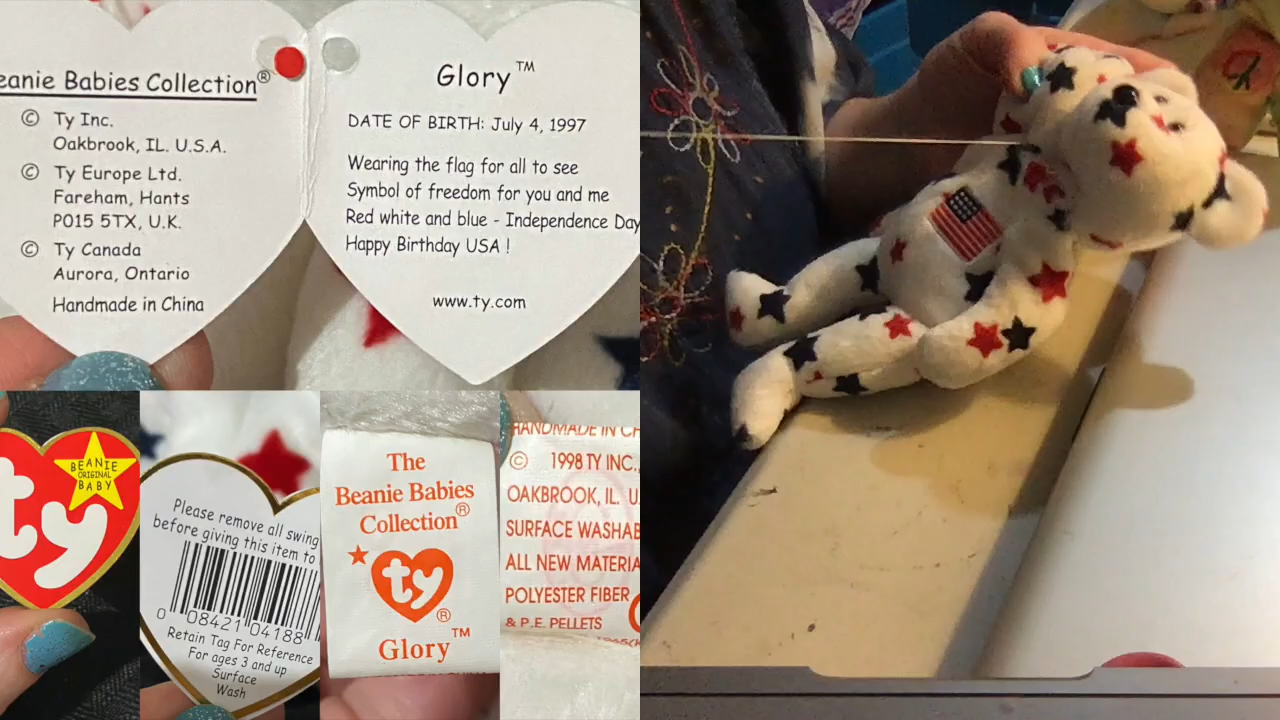 Beanie Babies Collection®
© Ty Inc.
Oakbrook, IL. U.S.A.
© Ty Europe Ltd.
Fareham, Hants
PO15 5TX, U.K.
© Ty Canada
Aurora, Ontario
Handmade in China
Glory™
DATE OF BIRTH: July 4, 1997
Wearing the flag for all to see
Symbol of freedom for you and me
Red white and blue - Independence Day
Happy Birthday USA !
www.ty.com
ty
BEANIE
ORIGINAL
BABY
Please remove all swing
before giving this item to
0 08421 04188
Retain Tag For Reference
For ages 3 and up
Surface
Wash
The
Beanie Babies
Collection®
ty®
Glory™
HANDMADE IN CH
© 1998 TY INC.,
OAKBROOK, IL. U.
SURFACE WASHAB
ALL NEW MATERIA
POLYESTER FIBER
& P.E. PELLETS